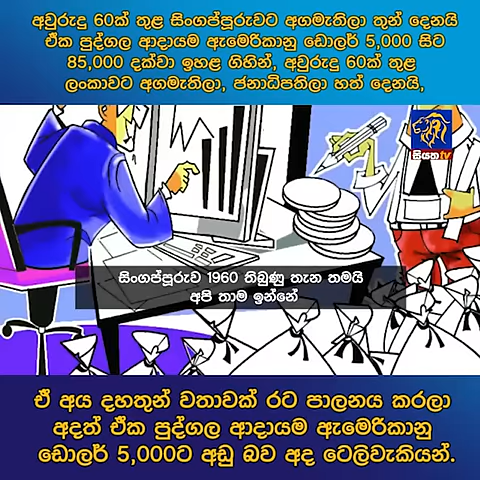 අවුරුදු 60ක් තුළ සිංගප්පූරුවට අගමැතිලා තුන් දෙනයි
ඒක පුද්ගල ආදායම ඇමෙරිකානු ඩොලර් 5,000 සිට
85,000 දක්වා ඉහළ ගිහින්, අවුරුදු 60ක් තුළ
ලංකාවට අගමැතිලා, ජනාධිපතිලා හත් දෙනයි,
සියත tv
සිංගප්පූරුව 1960 තිබුණු තැන තමයි
අපි තාම ඉන්නේ
ඒ අය දහතුන් වතාවක් රට පාලනය කරලා
අදත් ඒක පුද්ගල ආදායම ඇමෙරිකානු
ඩොලර් 5,000ට අඩු බව අද ටෙලිවැකියන්.